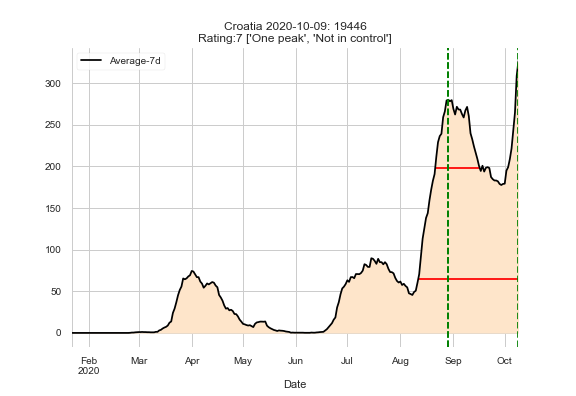 Croatia 2020-10-09: 19446
Rating:7 ['One peak', 'Not in control']
Average-7d
300
250
200
150
100
50
0
Feb Mar Apr May Jun Jul Aug Sep Oct
2020
Date